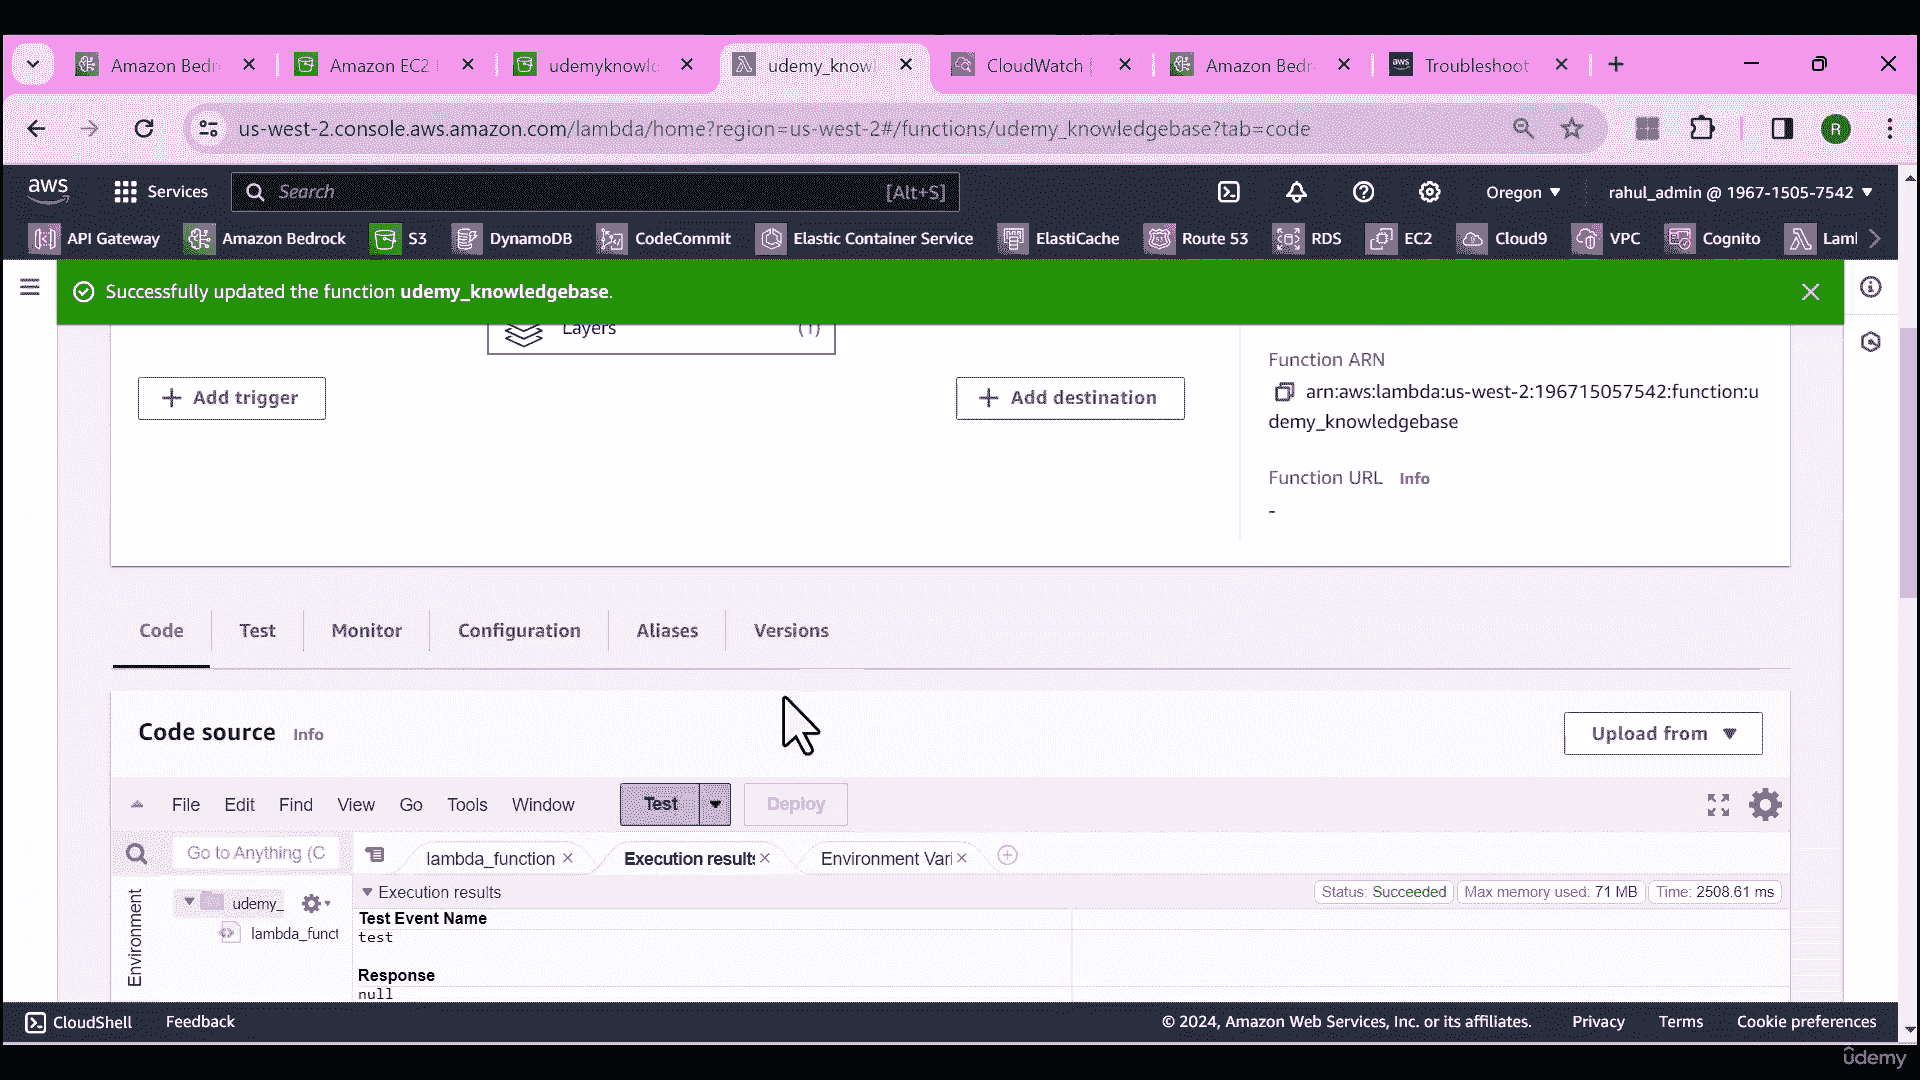 Amazon Bedr
Amazon EC2
udemyknowl
udemy_know
CloudWatch
Amazon Bedr
Troubleshoot
us-west-2.console.aws.amazon.com/lambda/home?region=us-west-2#/functions/udemy_knowledgebase?tab=code
R
aws
Services
Search
[Alt+S]
Oregon
rahul_admin @ 1967-1505-7542
API Gateway
Amazon Bedrock
S3
DynamoDB
CodeCommit
Elastic Container Service
ElastiCache
Route 53
RDS
EC2
Cloud9
VPC
Cognito
Lam
Successfully updated the function udemy_knowledgebase.
Layers
(1)
Add trigger
Add destination
Function ARN
arn:aws:lambda:us-west-2:196715057542:function:u
demy_knowledgebase
Function URL Info
-
Code
Test
Monitor
Configuration
Aliases
Versions
Code source Info
Upload from
File
Edit
Find
View
Go
Tools
Window
Test
Deploy
Go to Anything (C
lambda_function
Execution results
Environment Vari
Environment
udemy_
lambda_funct
Execution results
Status: Succeeded
Max memory used: 71 MB
Time: 2508.61 ms
Test Event Name
test
Response
null
CloudShell
Feedback
© 2024, Amazon Web Services, Inc. or its affiliates.
Privacy
Terms
Cookie preferences
udemy